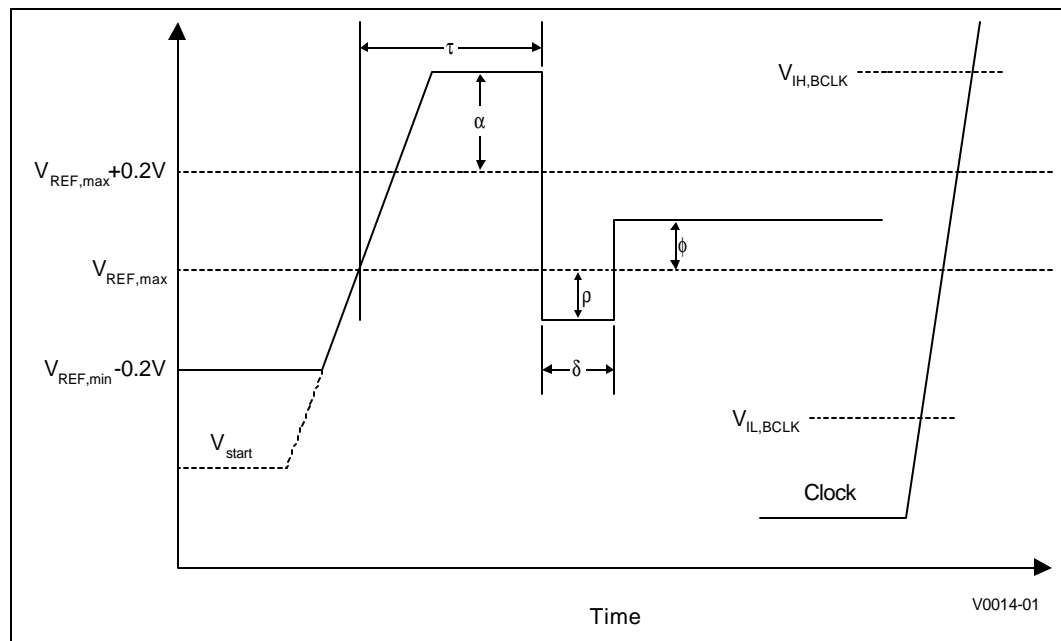 τ
V_IH,BCLK
α
V_REF,max+0.2V
ϕ
V_REF,max
ρ
V_REF,min-0.2V
δ
V_IL,BCLK
V_start
Clock
Time
V0014-01